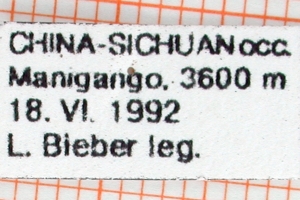 CHINA-SICHUAN occ.
Manigango, 3600 m
18. VI. 1992
L. Bieber leg.